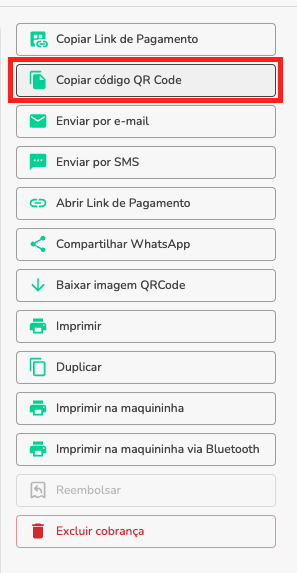 Copiar Link de Pagamento
Copiar código QR Code
Enviar por e-mail
Enviar por SMS
Abrir Link de Pagamento
Compartilhar WhatsApp
Baixar imagem QRCode
Imprimir
Duplicar
Imprimir na maquininha
Imprimir na maquininha via Bluetooth
Reembolsar
Excluir cobrança